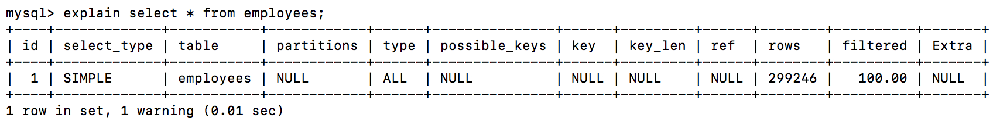 mysql> explain select * from employees;
+----+-------------+-----------+------------+------+---------------+------+---------+------+--------+----------+-------+
| id | select_type | table     | partitions | type | possible_keys | key  | key_len | ref  | rows   | filtered | Extra |
+----+-------------+-----------+------------+------+---------------+------+---------+------+--------+----------+-------+
|  1 | SIMPLE      | employees | NULL       | ALL  | NULL          | NULL | NULL    | NULL | 299246 |   100.00 | NULL  |
+----+-------------+-----------+------------+------+---------------+------+---------+------+--------+----------+-------+
1 row in set, 1 warning (0.01 sec)